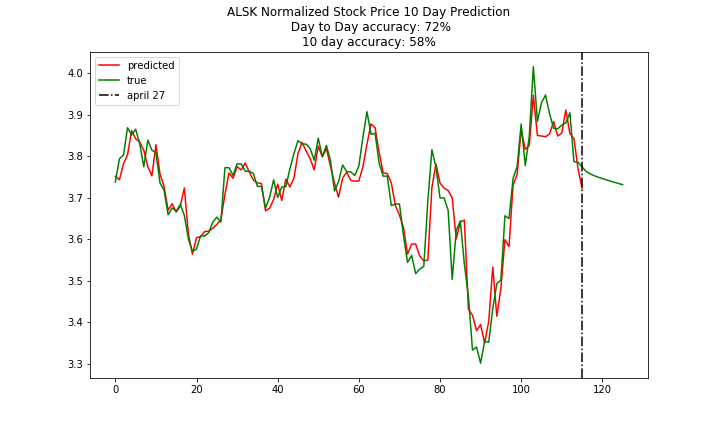 ALSK Normalized Stock Price 10 Day Prediction
Day to Day accuracy: 72%
10 day accuracy: 58%
predicted
true
april 27
4.0
3.9
3.8
3.7
3.6
3.5
3.4
3.3
0 20 40 60 80 100 120